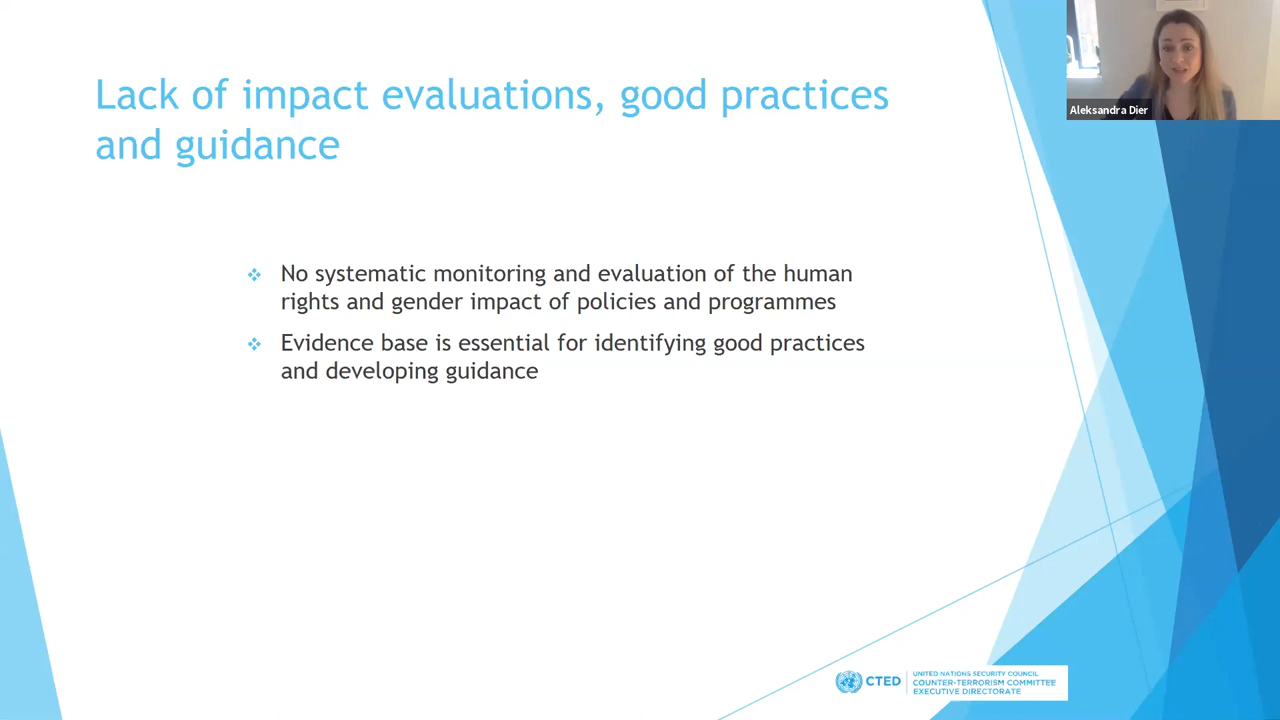 Lack of impact evaluations, good practices
and guidance
Aleksandra Dier
❖ No systematic monitoring and evaluation of the human
rights and gender impact of policies and programmes
❖ Evidence base is essential for identifying good practices
and developing guidance
CTED
UNITED NATIONS SECURITY COUNCIL
COUNTER-TERRORISM COMMITTEE
EXECUTIVE DIRECTORATE